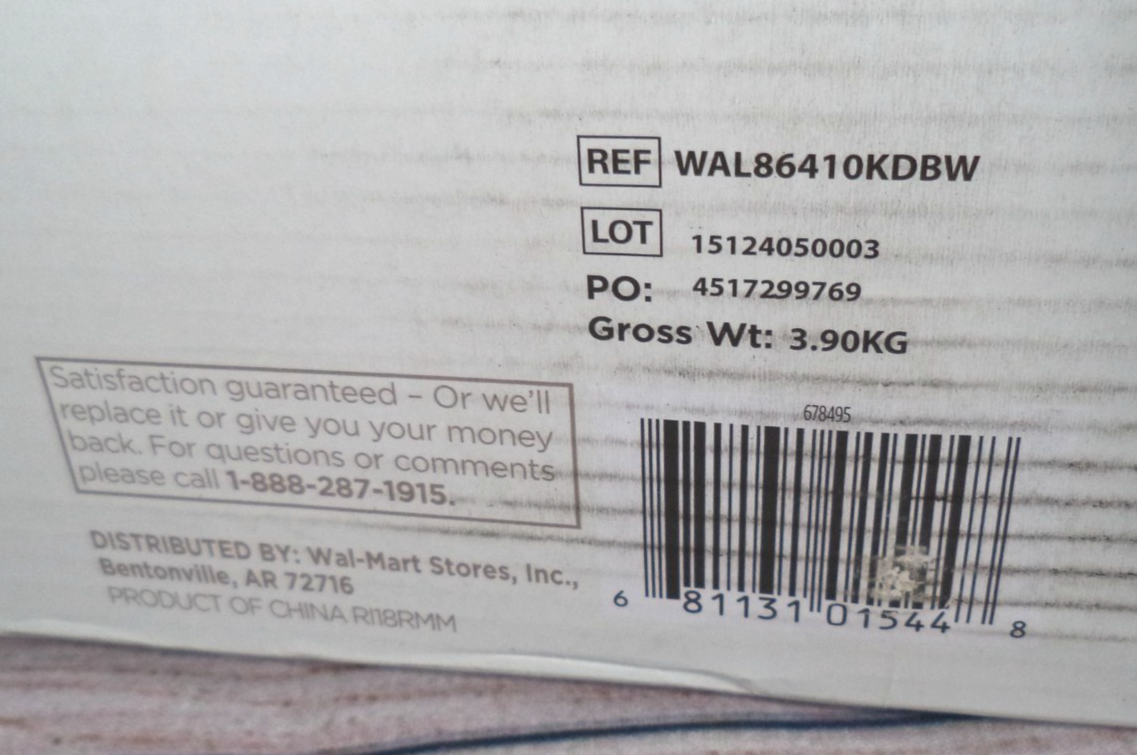 REF WAL86410KDBW
LOT 15124050003
PO: 4517299769
Gross Wt: 3.90KG
Satisfaction guaranteed – Or we'll
replace it or give you your money
back. For questions or comments
please call 1-888-287-1915.
DISTRIBUTED BY: Wal-Mart Stores, Inc.,
Bentonville, AR 72716
PRODUCT OF CHINA RI18RMM
678495
6 81131 01544 8